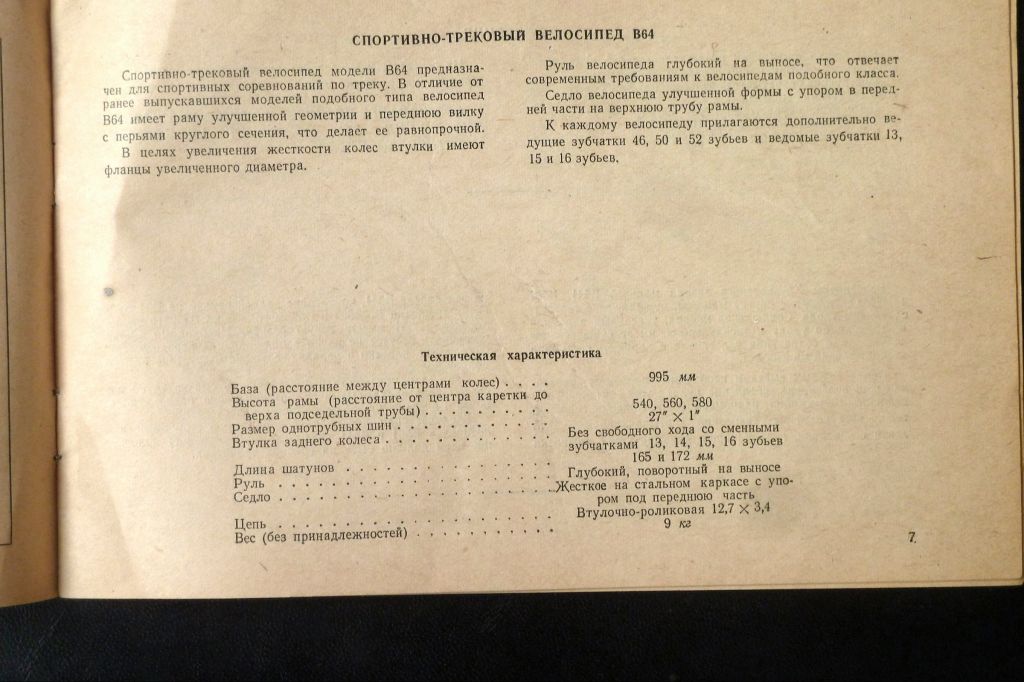 СПОРТИВНО-ТРЕКОВЫЙ ВЕЛОСИПЕД В64
Спортивно-трековый велосипед модели В64 предназна-
чен для спортивных соревнований по треку. В отличие от
ранее выпускавшихся моделей подобного типа велосипед
В64 имеет раму улучшенной геометрии и переднюю вилку
с перьями круглого сечения, что делает ее равнопрочной.
В целях увеличения жесткости колес втулки имеют
фланцы увеличенного диаметра.
Руль велосипеда глубокий на выносе, что отвечает
современным требованиям к велосипедам подобного класса.
Седло велосипеда улучшенной формы с упором в перед-
ней части на верхнюю трубу рамы.
К каждому велосипеду прилагаются дополнительно ве-
дущие зубчатки 46, 50 и 52 зубьев и ведомые зубчатки 13,
15 и 16 зубьев.
Техническая характеристика
База (расстояние между центрами колес) . . . . 995 мм
Высота рамы (расстояние от центра каретки до
верха подседельной трубы) . . . . . . . . . . 540, 560, 580
Размер однотрубных шин . . . . . . . . . . . 27″ × 1″
Втулка заднего колеса . . . . . . . . . . . . Без свободного хода со сменными
зубчатками 13, 14, 15, 16 зубьев
Длина шатунов . . . . . . . . . . . . . . . 165 и 172 мм
Руль . . . . . . . . . . . . . . . . . . . . Глубокий, поворотный на выносе
Седло . . . . . . . . . . . . . . . . . . . . Жесткое на стальном каркасе с упо-
ром под переднюю часть
Цепь . . . . . . . . . . . . . . . . . . . . Втулочно-роликовая 12,7 × 3,4
Вес (без принадлежностей) . . . . . . . . . . 9 кг
7